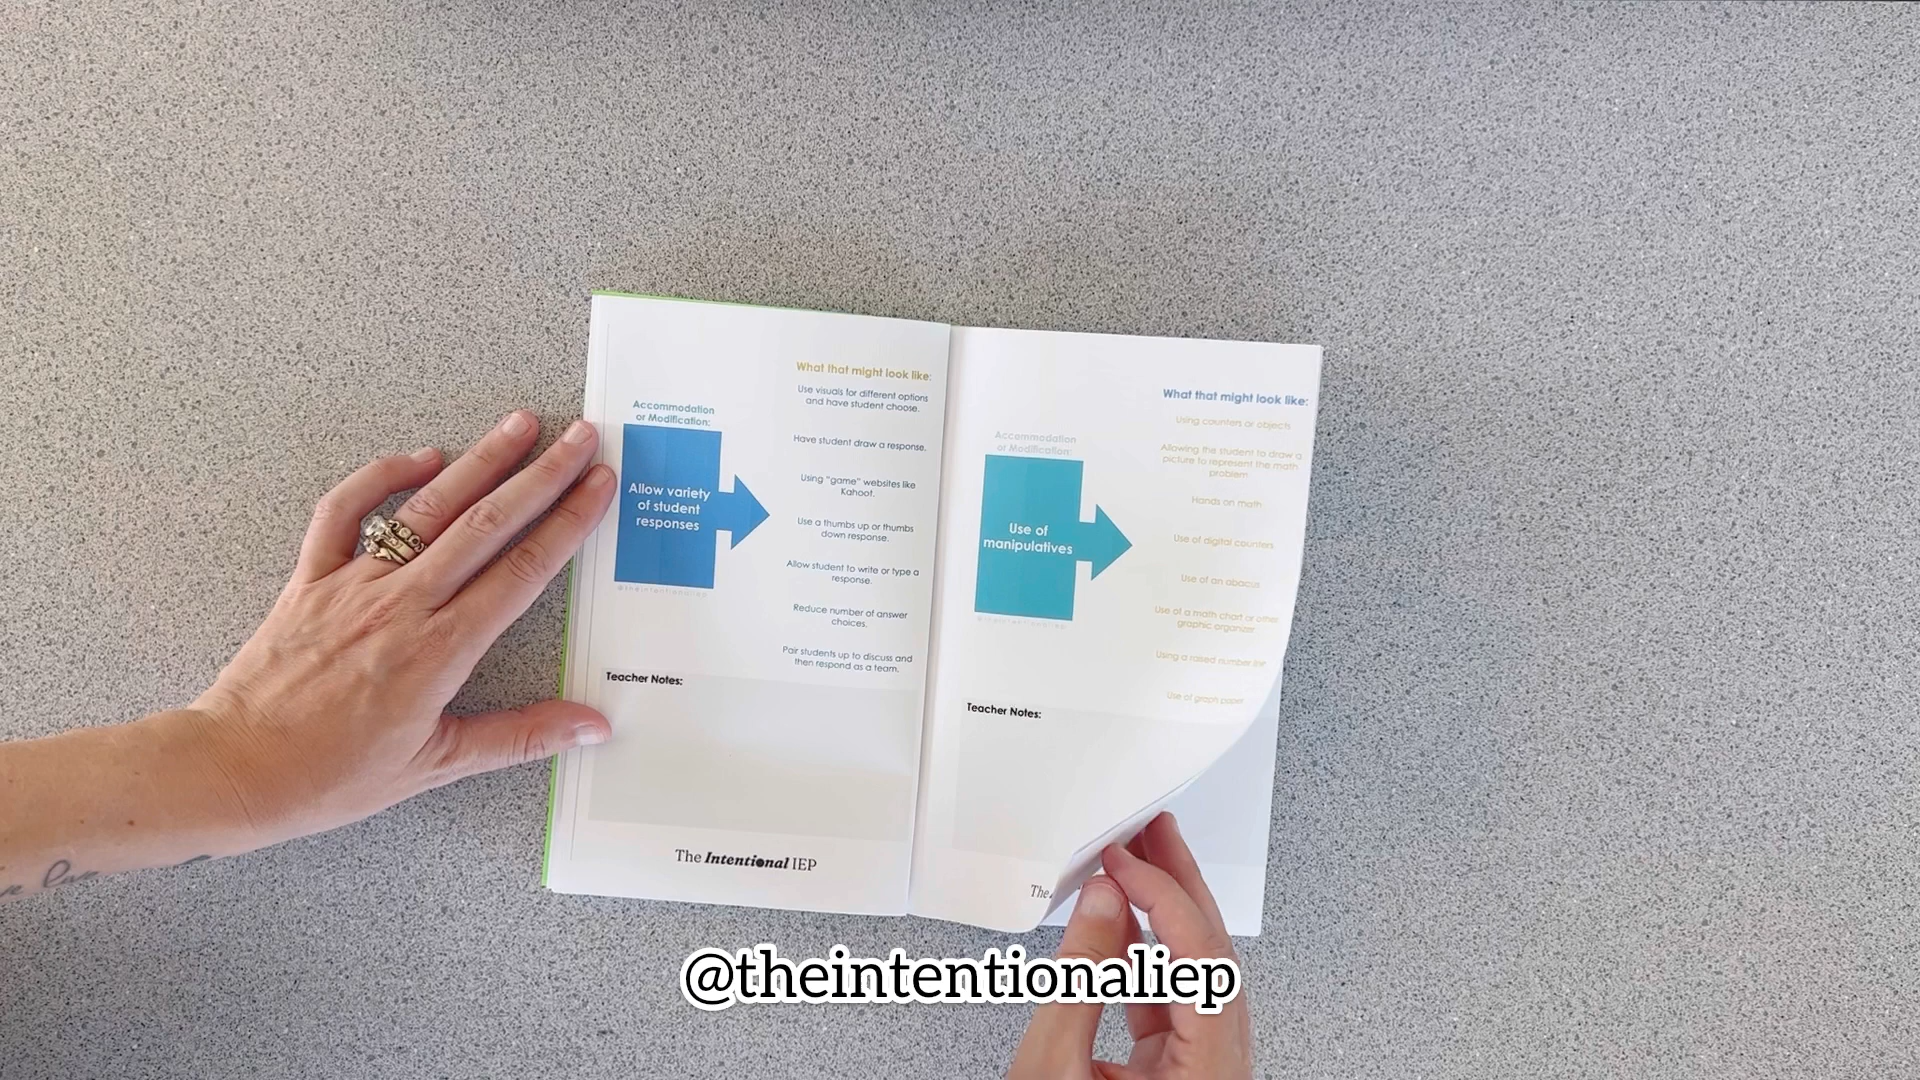 What that might look like:
Use visuals for different options
and have student choose.
Accommodation
or Modification:
Allow variety
of student
responses
@theintentionaliep
Have student draw a response.
Using "game" websites like
Kahoot.
Use a thumbs up or thumbs
down response.
Allow student to write or type a
response.
Reduce number of answer
choices.
Pair students up to discuss and
then respond as a team.
Teacher Notes:
The Intentional IEP
What that might look like:
Using counters or objects
Accommodation
or Modification:
Use of
manipulatives
@theintentionaliep
Allowing the student to draw a
picture to represent the math
problem
Hands on math
Use of digital counters
Use of an abacus
Use of a math chart or other
graphic organizer
Using a raised number line
Use of graph paper
Teacher Notes:
The
@theintentionaliep